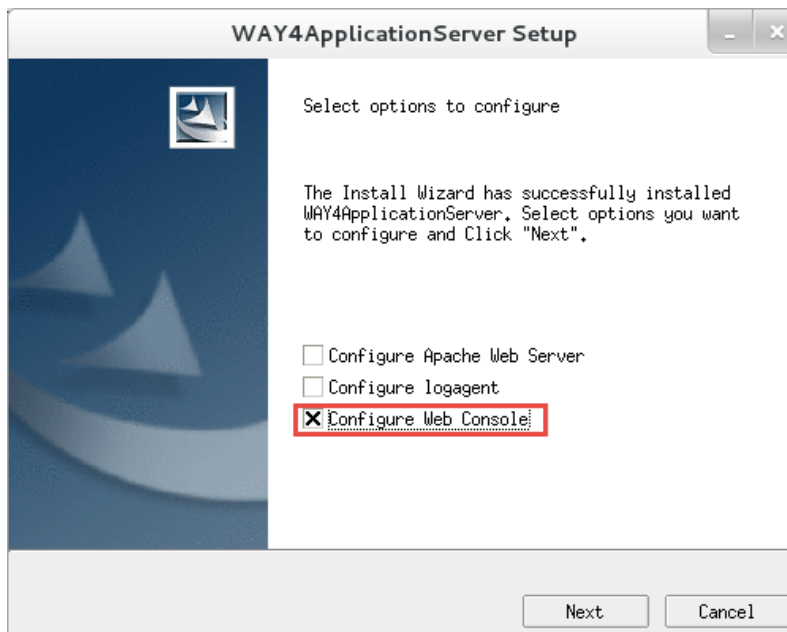 WAY4ApplicationServer Setup
Select options to configure
The Install Wizard has successfully installed
WAY4ApplicationServer. Select options you want
to configure and Click "Next".
Configure Apache Web Server
Configure logagent
Configure Web Console
Next
Cancel